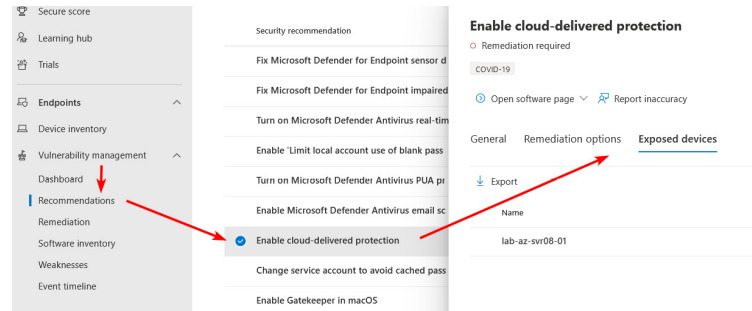 Secure score
Learning hub
Trials
Endpoints
Device inventory
Vulnerability management
Dashboard
Recommendations
Remediation
Software inventory
Weaknesses
Event timeline
Security recommendation
Fix Microsoft Defender for Endpoint sensor d
Fix Microsoft Defender for Endpoint impaired
Turn on Microsoft Defender Antivirus real-tim
Enable 'Limit local account use of blank pass
Turn on Microsoft Defender Antivirus PUA pr
Enable Microsoft Defender Antivirus email sc
Enable cloud-delivered protection
Change service account to avoid cached pass
Enable Gatekeeper in macOS
Enable cloud-delivered protection
Remediation required
COVID-19
Open software page Report inaccuracy
General Remediation options Exposed devices
Export
Name
lab-az-svr08-01